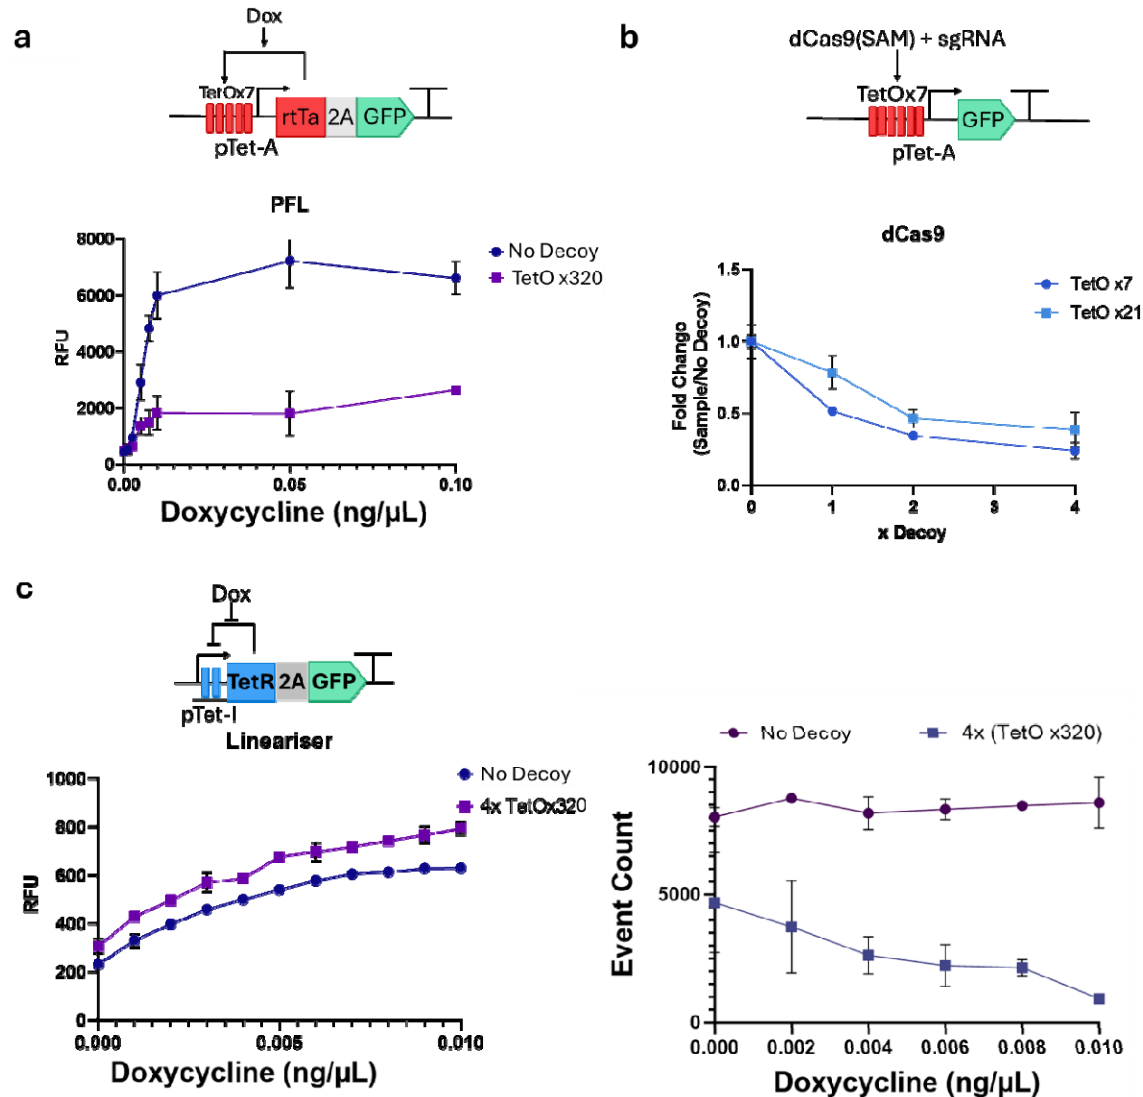 a
Dox
TetOx7
rtTa 2A GFP
pTet-A
PFL
8000
6000
4000
2000
0
RFU
0.00 0.05 0.10
Doxycycline (ng/µL)
No Decoy
TetO x320
b
dCas9(SAM) + sgRNA
TetOx7
GFP
pTet-A
dCas9
1.5
1.0
0.5
0.0
Fold Chango
(Sample/No Decoy)
0 1 2 3 4
x Decoy
TetO x7
TetO x21
c
Dox
TetR 2A GFP
pTet-I
Lineariser
1000
800
600
400
200
0
RFU
0.000 0.005 0.010
Doxycycline (ng/µL)
No Decoy
4x TetOx320
No Decoy 4x (TetO x320)
10000
5000
0
Event Count
0.000 0.002 0.004 0.006 0.008 0.010
Doxycycline (ng/µL)